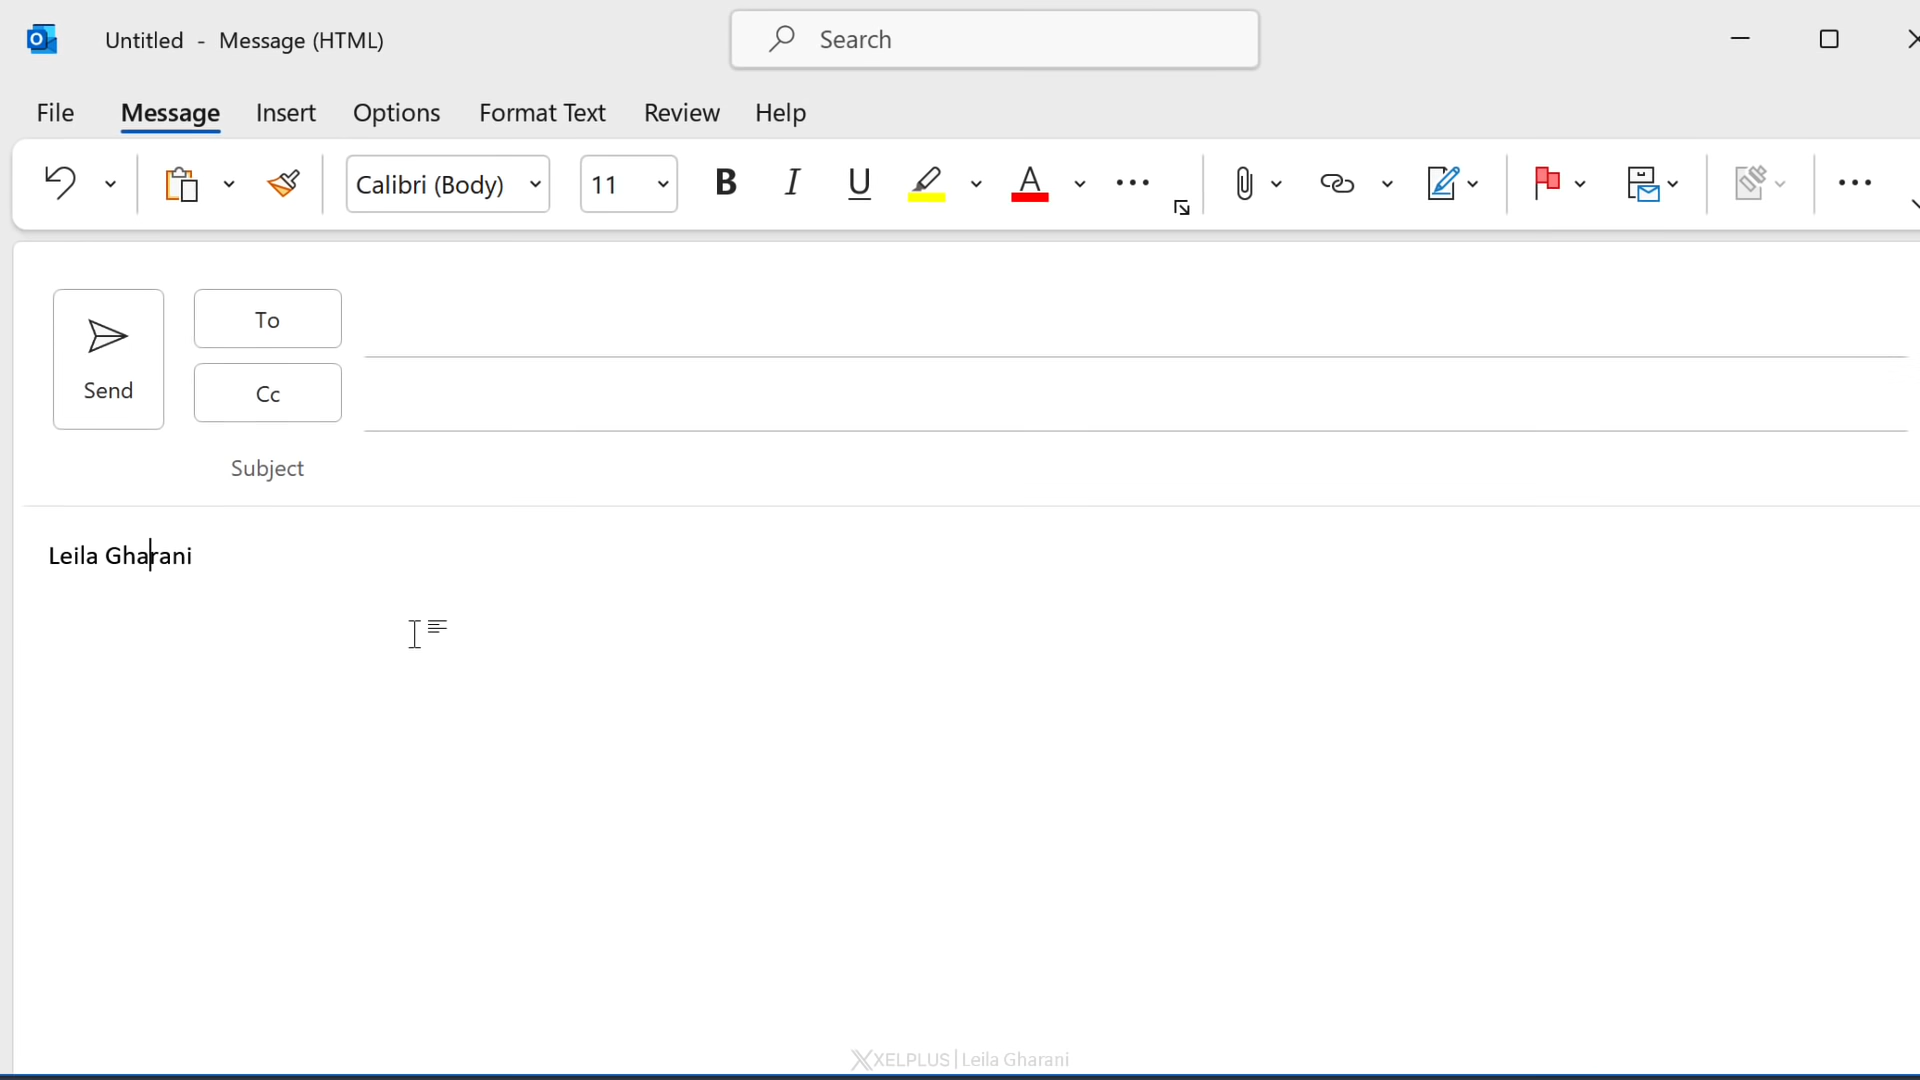 Untitled - Message (HTML)
Search
File Message Insert Options Format Text Review Help
Calibri (Body) 11 B I U A
To
Send
Cc
Subject
Leila Gharani
XELPLUS | Leila Gharani